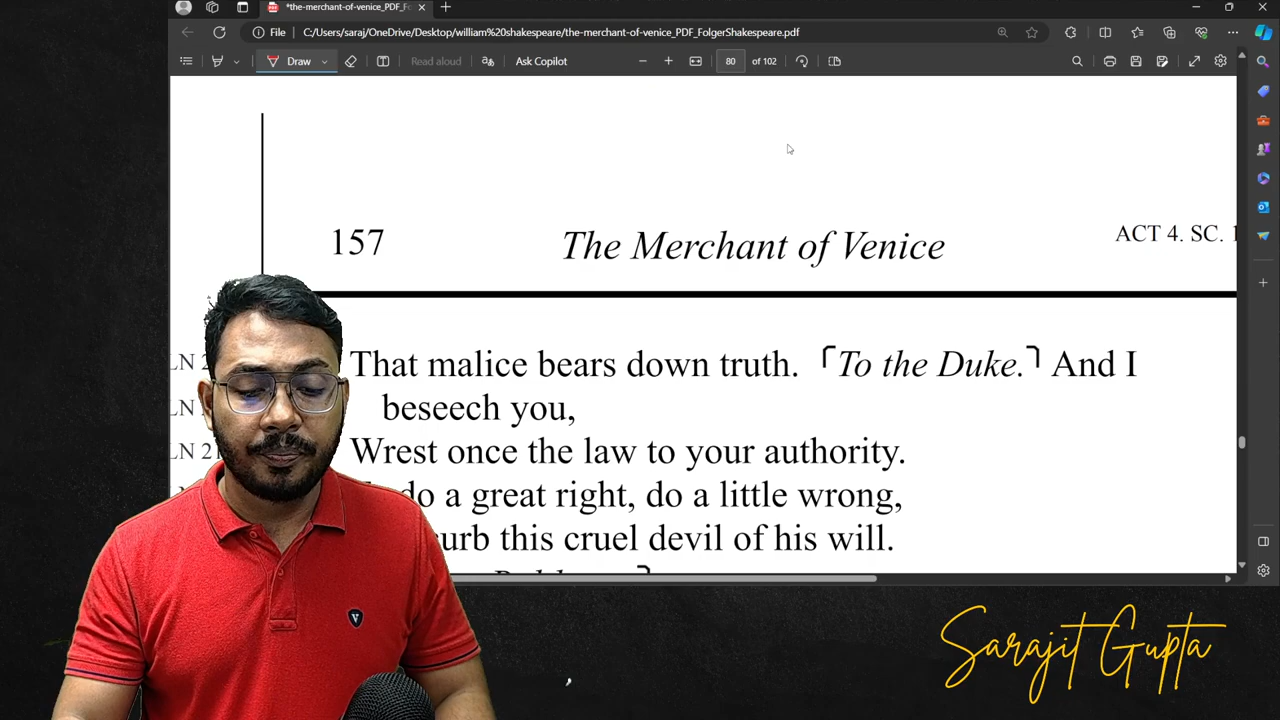 *the-merchant-of-venice_PDF_F
File C:/Users/saraj/OneDrive/Desktop/william%20shakespeare/the-merchant-of-venice_PDF_FolgerShakespeare.pdf
Draw Read aloud Ask Copilot 80 of 102
157 The Merchant of Venice ACT 4. SC.
That malice bears down truth. ⌜To the Duke.⌝ And I
beseech you,
Wrest once the law to your authority.
do a great right, do a little wrong,
curb this cruel devil of his will.
Sarajit Gupta